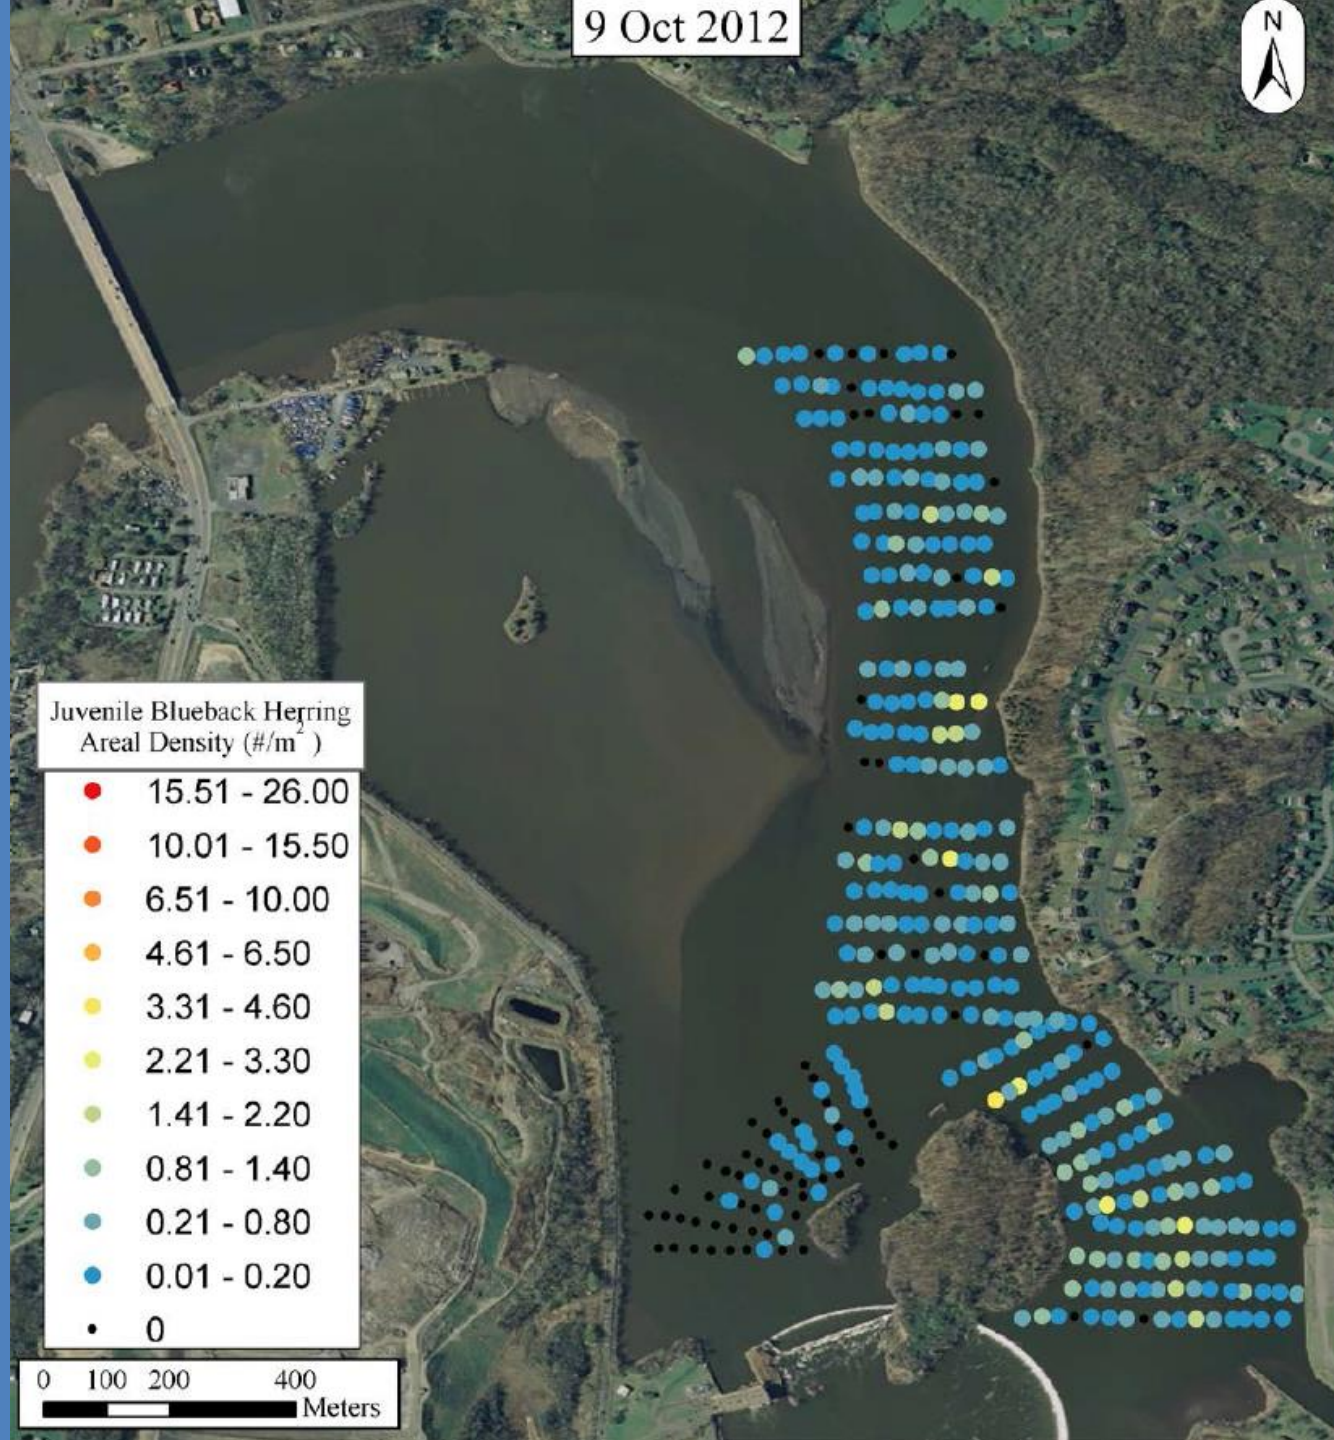 9 Oct 2012
N
Juvenile Blueback Herring
Areal Density (#/m² )
15.51 - 26.00
10.01 - 15.50
6.51 - 10.00
4.61 - 6.50
3.31 - 4.60
2.21 - 3.30
1.41 - 2.20
0.81 - 1.40
0.21 - 0.80
0.01 - 0.20
0
0 100 200 400
Meters